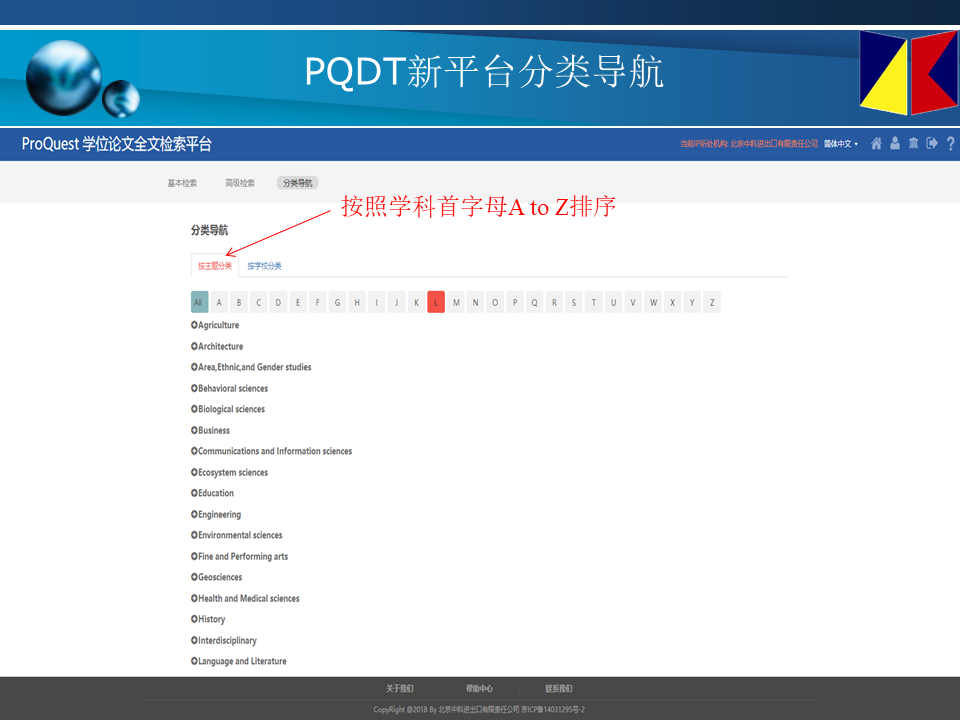 PQDT新平台分类导航
ProQuest 学位论文全文检索平台
当前IP所处机构: 北京中科进出口有限责任公司 简体中文
?
基本检索 高级检索 分类导航
按照学科首字母A to Z排序
分类导航
按主题分类 按学校分类
All A B C D E F G H I J K L M N O P Q R S T U V W X Y Z
Agriculture
Architecture
Area,Ethnic,and Gender studies
Behavioral sciences
Biological sciences
Business
Communications and Information sciences
Ecosystem sciences
Education
Engineering
Environmental sciences
Fine and Performing arts
Geosciences
Health and Medical sciences
History
Interdisciplinary
Language and Literature
关于我们 帮助中心 联系我们
CopyRight @2018 By 北京中科进出口有限责任公司 京ICP备14031295号-2